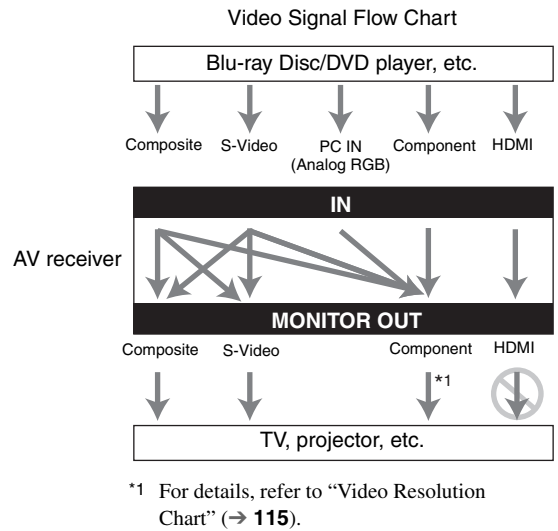 Video Signal Flow Chart
Blu-ray Disc/DVD player, etc.
Composite S-Video PC IN (Analog RGB) Component HDMI
IN
AV receiver
MONITOR OUT
Composite S-Video Component HDMI
*1
TV, projector, etc.
*1 For details, refer to “Video Resolution
Chart” (➔ 115).